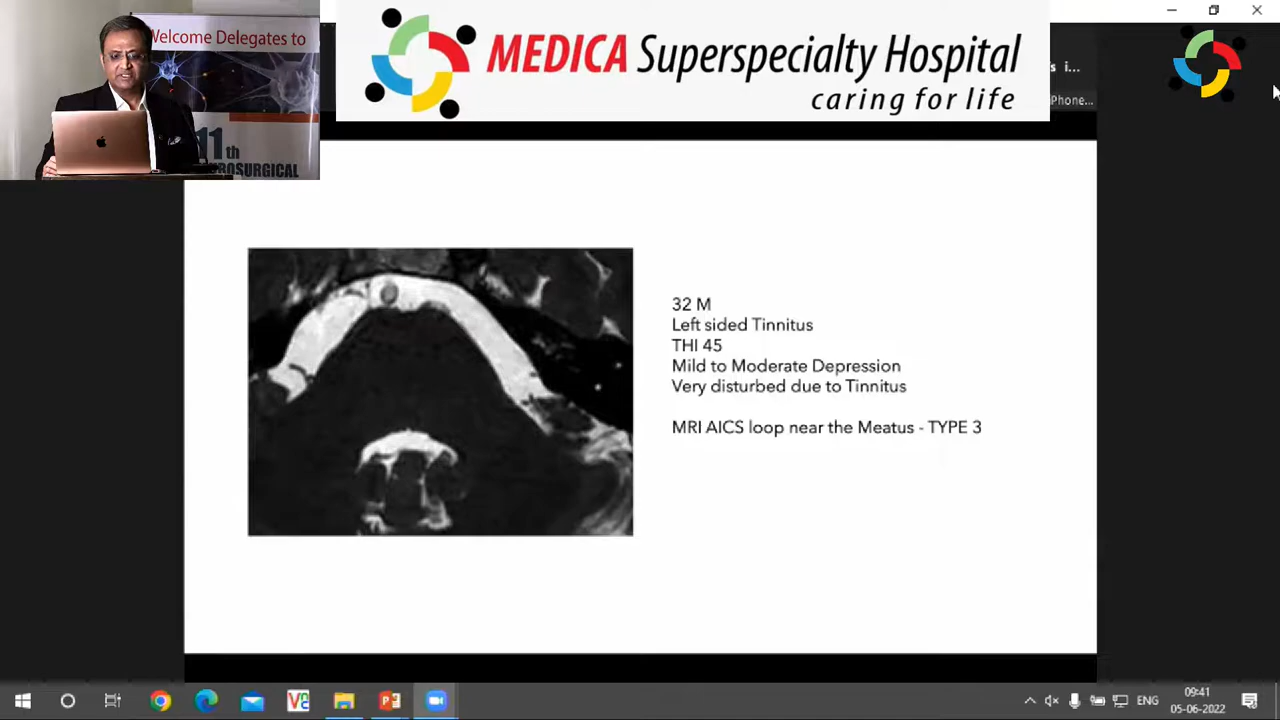 Welcome Delegates to
11th
ROSURGICAL
MEDICA Superspecialty Hospital
caring for life
s i...
Phone...
32 M
Left sided Tinnitus
THI 45
Mild to Moderate Depression
Very disturbed due to Tinnitus
MRI AICS loop near the Meatus - TYPE 3
ENG
09:41
05-06-2022